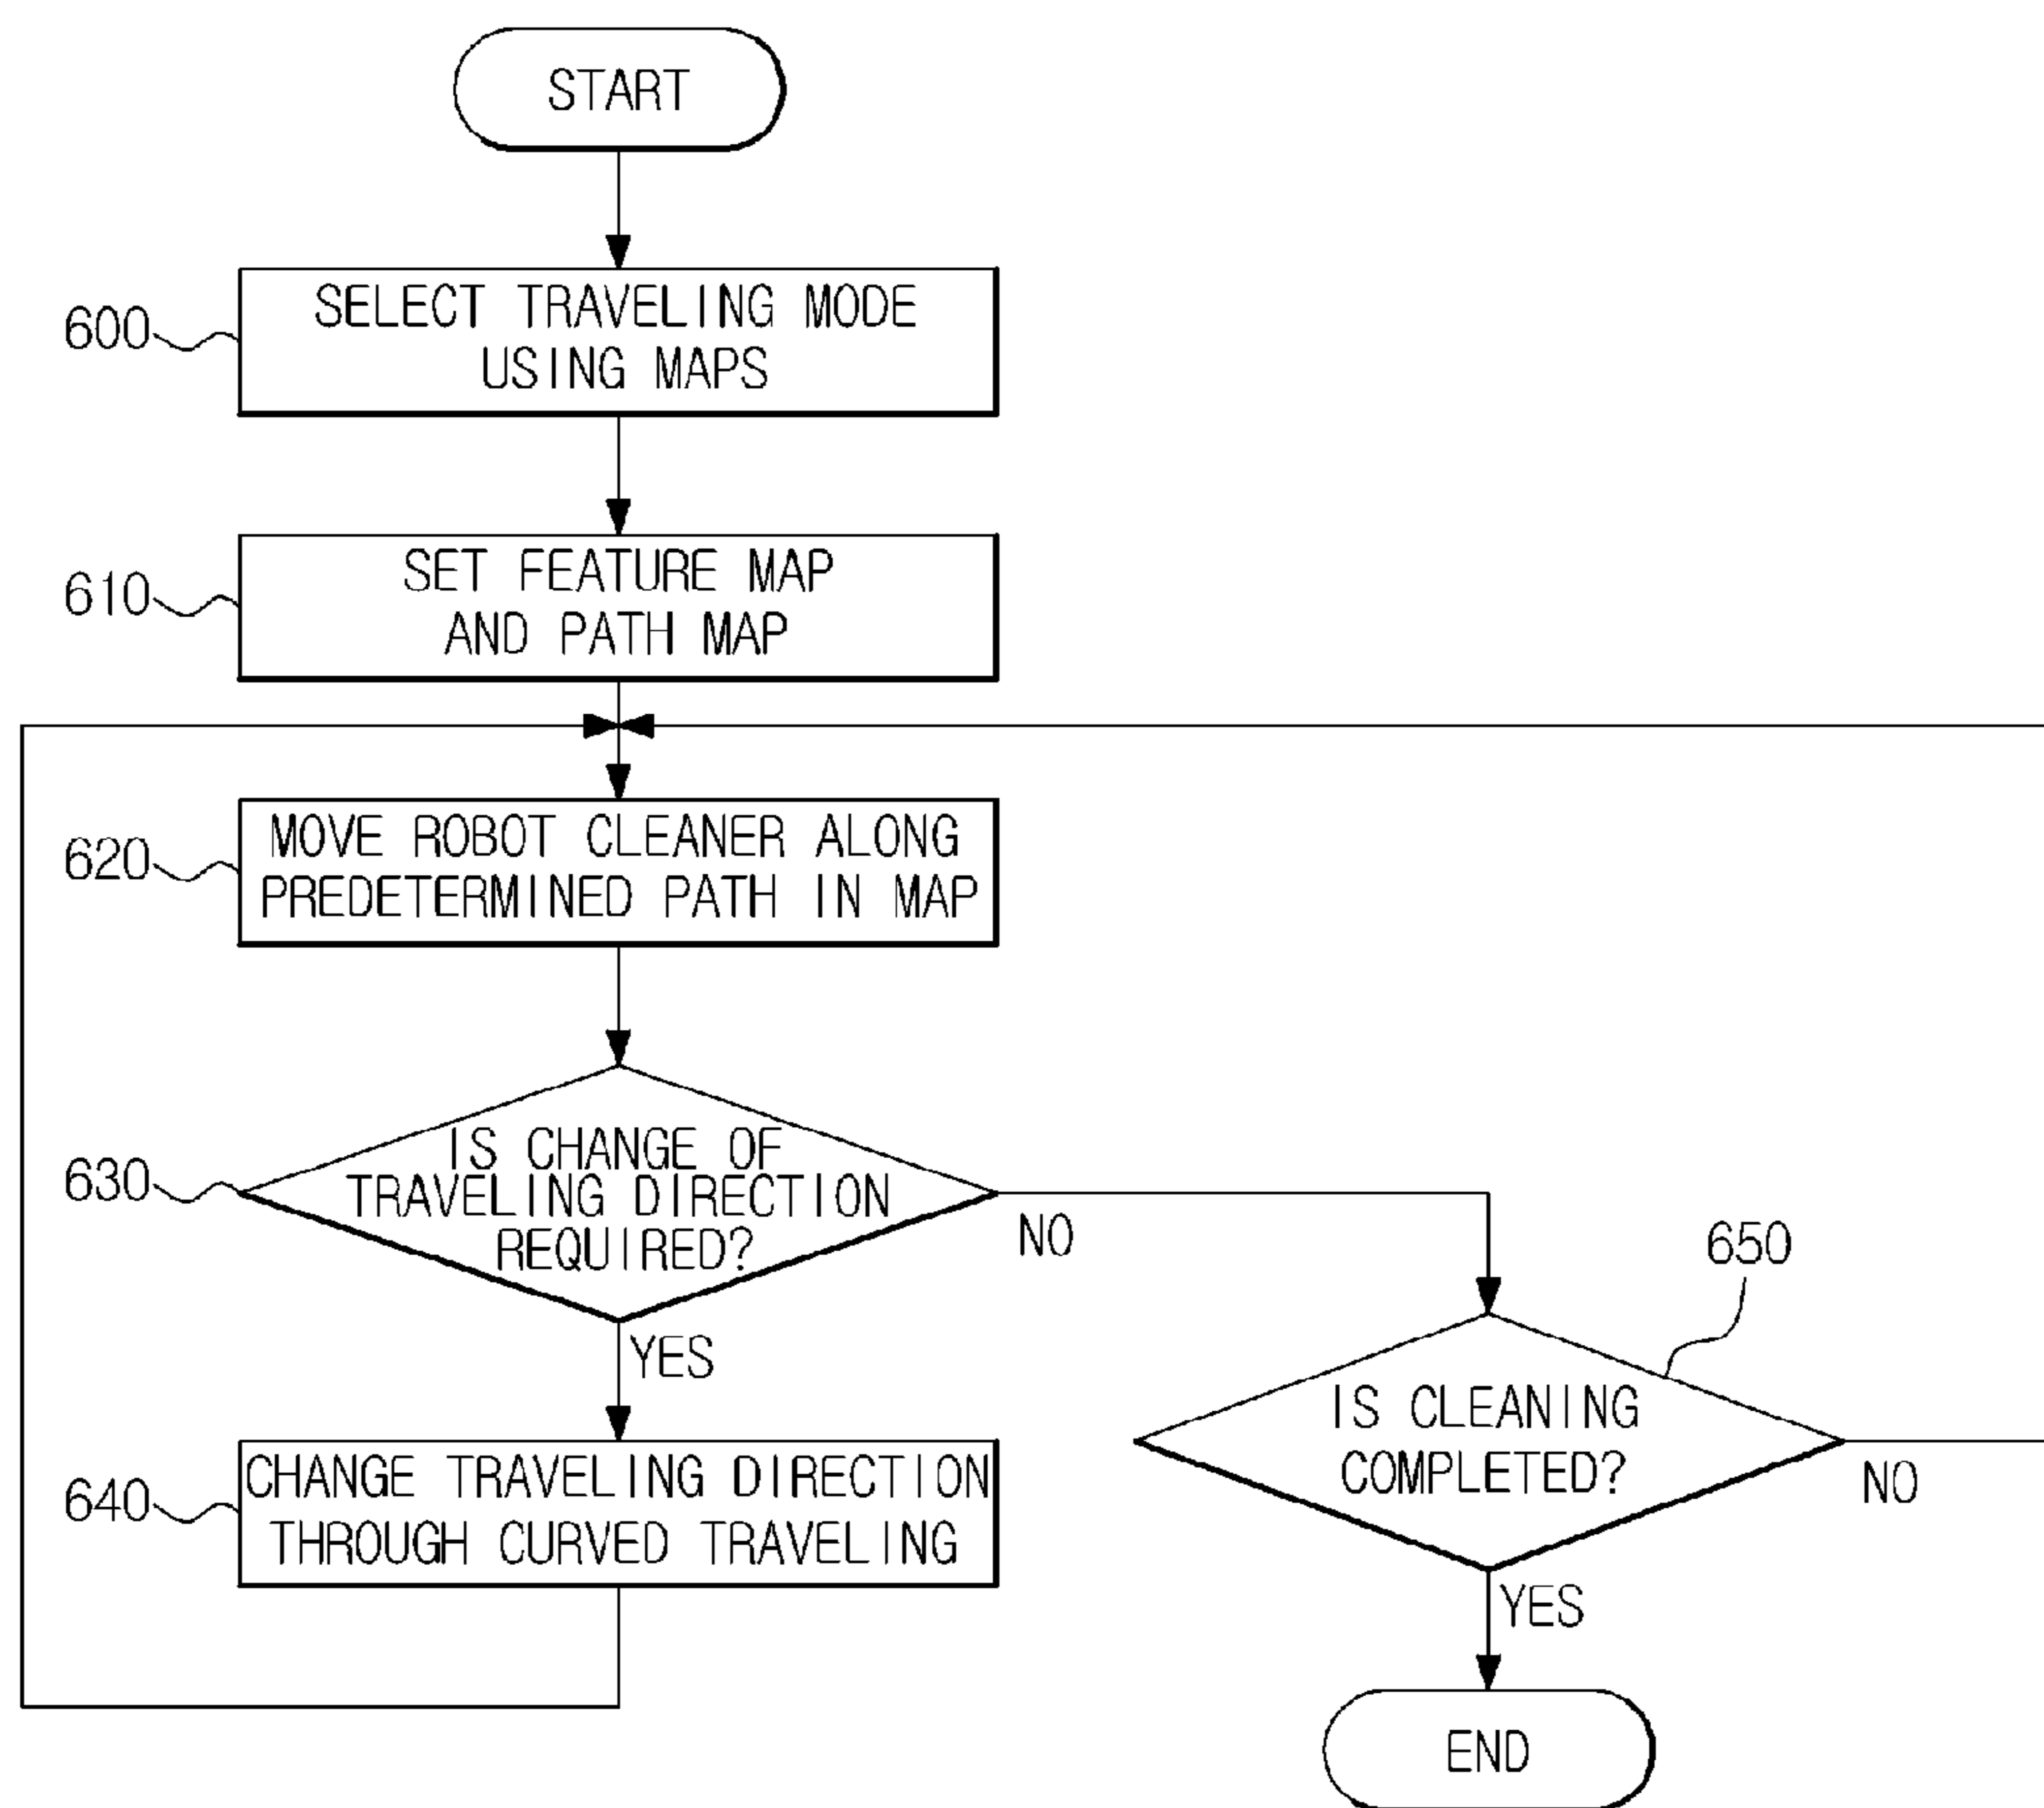 START
600
SELECT TRAVELING MODE
USING MAPS
610
SET FEATURE MAP
AND PATH MAP
620
MOVE ROBOT CLEANER ALONG
PREDETERMINED PATH IN MAP
630
IS CHANGE OF
TRAVELING DIRECTION
REQUIRED?
NO
YES
640
CHANGE TRAVELING DIRECTION
THROUGH CURVED TRAVELING
650
IS CLEANING
COMPLETED?
NO
YES
END